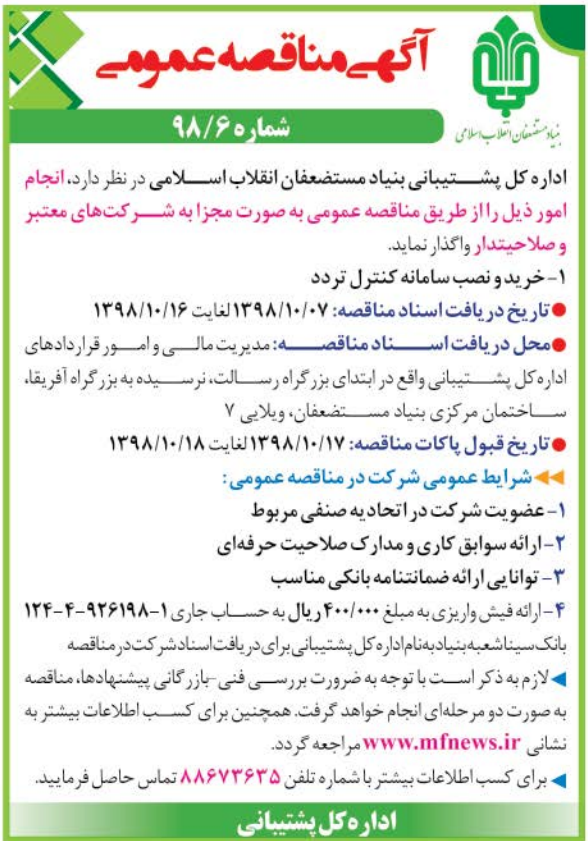 آگهی مناقصه عمومی
بنیاد مستضعفان انقلاب اسلامی
شماره ۹۸/۶
اداره کل پشتیبانی بنیاد مستضعفان انقلاب اسلامی در نظر دارد، انجام
امور ذیل را از طریق مناقصه عمومی به صورت مجزا به شرکت‌های معتبر
و صلاحیتدار واگذار نماید.
۱- خرید و نصب سامانه کنترل تردد
●تاریخ دریافت اسناد مناقصه: ۱۳۹۸/۱۰/۰۷ لغایت ۱۳۹۸/۱۰/۱۶
●محل دریافت اسناد مناقصه: مدیریت مالی و امور قراردادهای
اداره کل پشتیبانی واقع در ابتدای بزرگراه رسالت، نرسیده به بزرگراه آفریقا،
ساختمان مرکزی بنیاد مستضعفان، ویلایی ۷
●تاریخ قبول پاکات مناقصه: ۱۳۹۸/۱۰/۱۷ لغایت ۱۳۹۸/۱۰/۱۸
◀◀شرایط عمومی شرکت در مناقصه عمومی:
۱- عضویت شرکت در اتحادیه صنفی مربوط
۲- ارائه سوابق کاری و مدارک صلاحیت حرفه‌ای
۳- توانایی ارائه ضمانتنامه بانکی مناسب
۴- ارائه فیش واریزی به مبلغ ۴۰۰/۰۰۰ ریال به حساب جاری ۱-۹۲۶۱۹۸-۴-۱۲۴
بانک سینا شعبه بنیاد به نام اداره کل پشتیبانی برای دریافت اسناد شرکت در مناقصه
◀لازم به ذکر است با توجه به ضرورت بررسی فنی-بازرگانی پیشنهادها، مناقصه
به صورت دو مرحله‌ای انجام خواهد گرفت. همچنین برای کسب اطلاعات بیشتر به
نشانی www.mfnews.ir مراجعه گردد.
◀برای کسب اطلاعات بیشتر با شماره تلفن ۸۸۶۷۳۶۳۵ تماس حاصل فرمایید.
اداره کل پشتیبانی